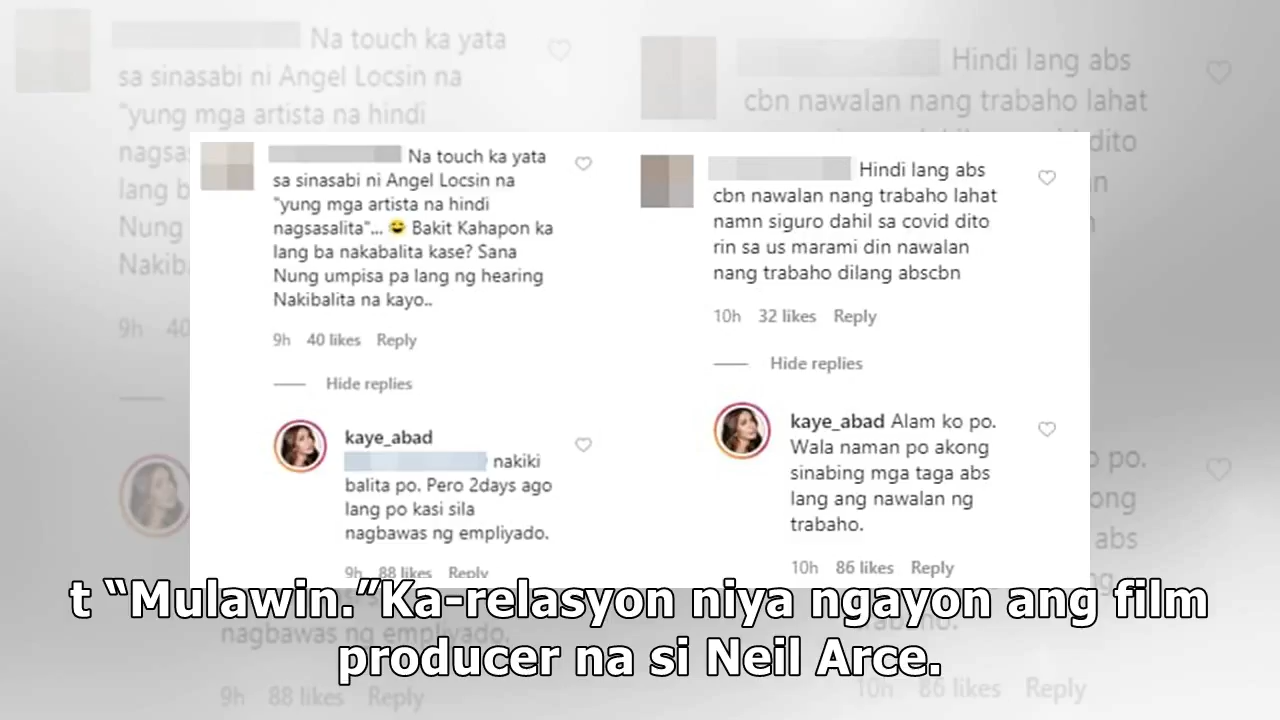 Na touch ka yata
sa sinasabi ni Angel Locsin na
"yung mga artista na hindi
nagsasalita"... 😄 Bakit Kahapon ka
lang ba nakabalita kase? Sana
Nung umpisa pa lang ng hearing
Nakibalita na kayo..
9h 40 likes Reply
Hide replies
kaye_abad
nakiki
balita po. Pero 2days ago
lang po kasi sila
nagbawas ng empliyado.
9h 88 likes Reply
Hindi lang abs
cbn nawalan nang trabaho lahat
namn siguro dahil sa covid dito
rin sa us marami din nawalan
nang trabaho dilang abscbn
10h 32 likes Reply
Hide replies
kaye_abad Alam ko po.
Wala naman po akong
sinabing mga taga abs
lang ang nawalan ng
trabaho.
10h 86 likes Reply
t “Mulawin.”Ka-relasyon niya ngayon ang film
producer na si Neil Arce.